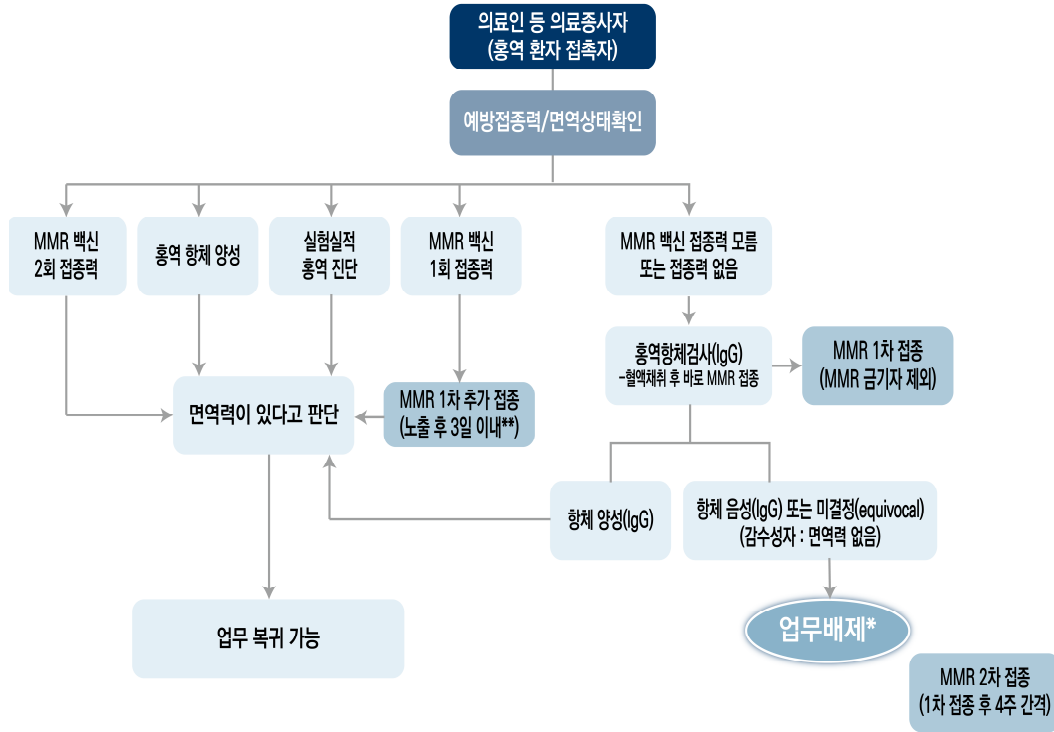 의료인 등 의료종사자
(홍역 환자 접촉자)
예방접종력/면역상태확인
MMR 백신
2회 접종력
홍역 항체 양성
실험실적
홍역 진단
MMR 백신
1회 접종력
MMR 백신 접종력 모름
또는 접종력 없음
홍역항체검사(IgG)
-혈액채취 후 바로 MMR 접종
MMR 1차 접종
(MMR 금기자 제외)
면역력이 있다고 판단
MMR 1차 추가 접종
(노출 후 3일 이내**)
항체 양성(IgG)
항체 음성(IgG) 또는 미결정(equivocal)
(감수성자 : 면역력 없음)
업무 복귀 가능
업무배제*
MMR 2차 접종
(1차 접종 후 4주 간격)